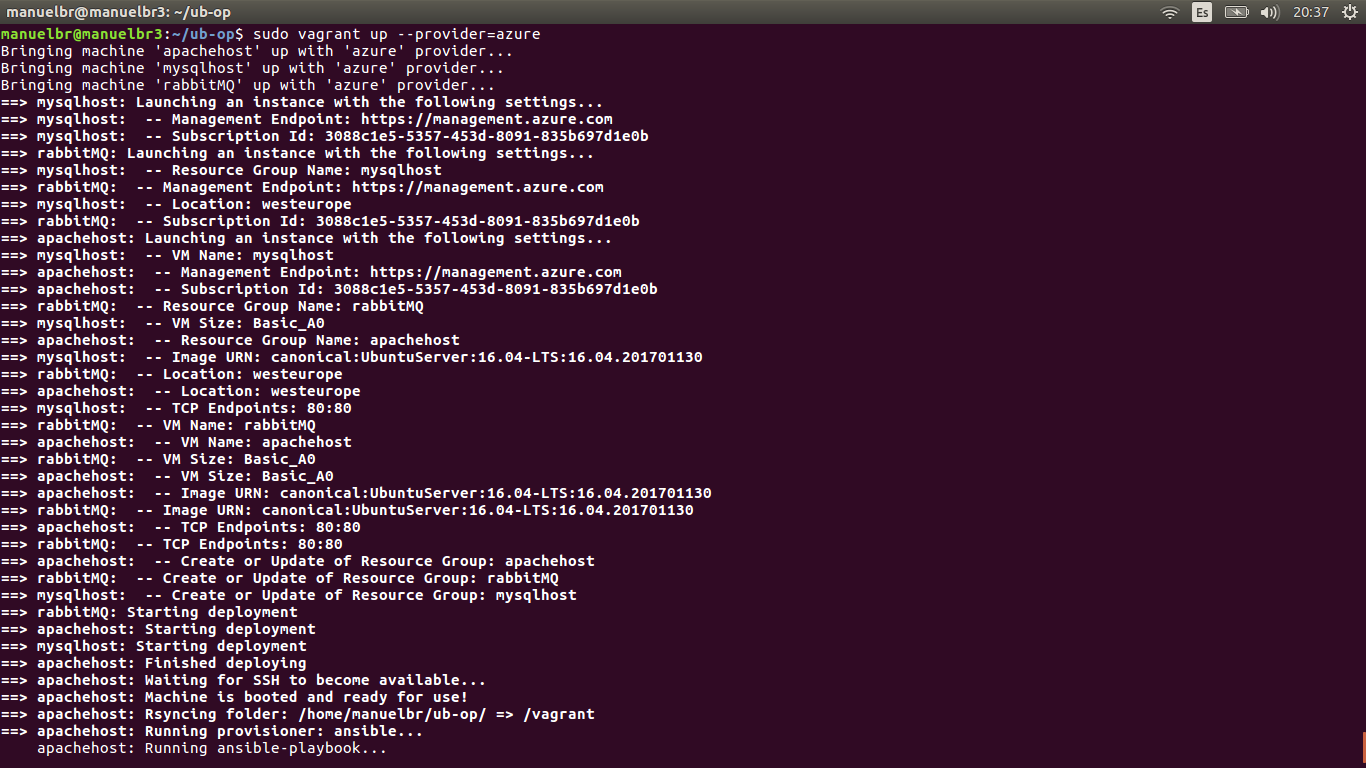 manuelbr@manuelbr3: ~/ub-op
Es
20:37
manuelbr@manuelbr3:~/ub-op$ sudo vagrant up --provider=azure
Bringing machine 'apachehost' up with 'azure' provider...
Bringing machine 'mysqlhost' up with 'azure' provider...
Bringing machine 'rabbitMQ' up with 'azure' provider...
==> mysqlhost: Launching an instance with the following settings...
==> mysqlhost:  -- Management Endpoint: https://management.azure.com
==> mysqlhost:  -- Subscription Id: 3088c1e5-5357-453d-8091-835b697d1e0b
==> rabbitMQ: Launching an instance with the following settings...
==> mysqlhost:  -- Resource Group Name: mysqlhost
==> rabbitMQ:  -- Management Endpoint: https://management.azure.com
==> mysqlhost:  -- Location: westeurope
==> rabbitMQ:  -- Subscription Id: 3088c1e5-5357-453d-8091-835b697d1e0b
==> apachehost: Launching an instance with the following settings...
==> mysqlhost:  -- VM Name: mysqlhost
==> apachehost:  -- Management Endpoint: https://management.azure.com
==> apachehost:  -- Subscription Id: 3088c1e5-5357-453d-8091-835b697d1e0b
==> rabbitMQ:  -- Resource Group Name: rabbitMQ
==> mysqlhost:  -- VM Size: Basic_A0
==> apachehost:  -- Resource Group Name: apachehost
==> mysqlhost:  -- Image URN: canonical:UbuntuServer:16.04-LTS:16.04.201701130
==> rabbitMQ:  -- Location: westeurope
==> apachehost:  -- Location: westeurope
==> mysqlhost:  -- TCP Endpoints: 80:80
==> rabbitMQ:  -- VM Name: rabbitMQ
==> apachehost:  -- VM Name: apachehost
==> rabbitMQ:  -- VM Size: Basic_A0
==> apachehost:  -- VM Size: Basic_A0
==> apachehost:  -- Image URN: canonical:UbuntuServer:16.04-LTS:16.04.201701130
==> rabbitMQ:  -- Image URN: canonical:UbuntuServer:16.04-LTS:16.04.201701130
==> apachehost:  -- TCP Endpoints: 80:80
==> rabbitMQ:  -- TCP Endpoints: 80:80
==> apachehost:  -- Create or Update of Resource Group: apachehost
==> rabbitMQ:  -- Create or Update of Resource Group: rabbitMQ
==> mysqlhost:  -- Create or Update of Resource Group: mysqlhost
==> rabbitMQ: Starting deployment
==> apachehost: Starting deployment
==> mysqlhost: Starting deployment
==> apachehost: Finished deploying
==> apachehost: Waiting for SSH to become available...
==> apachehost: Machine is booted and ready for use!
==> apachehost: Rsyncing folder: /home/manuelbr/ub-op/ => /vagrant
==> apachehost: Running provisioner: ansible...
    apachehost: Running ansible-playbook...